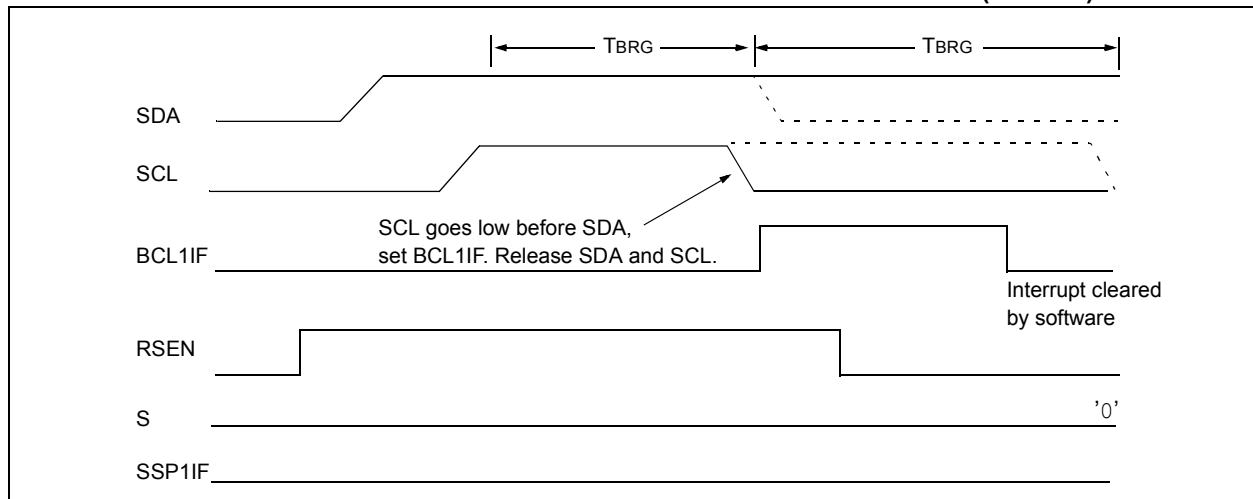 TBRG TBRG
SDA
SCL
SCL goes low before SDA,
set BCL1IF. Release SDA and SCL.
BCL1IF
Interrupt cleared
by software
RSEN
S
'0'
SSP1IF